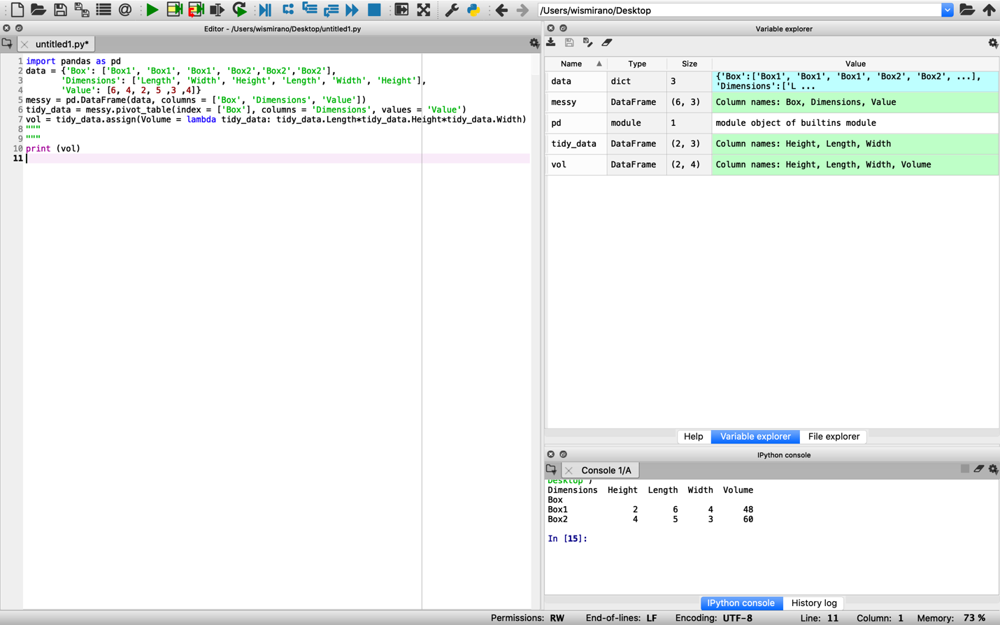 /Users/wismirano/Desktop
Editor - /Users/wismirano/Desktop/untitled1.py
untitled1.py*
1 import pandas as pd
2 data = {'Box': ['Box1', 'Box1', 'Box1', 'Box2','Box2','Box2'],
3 'Dimensions': ['Length', 'Width', 'Height', 'Length', 'Width', 'Height'],
4 'Value': [6, 4, 2, 5 ,3 ,4]}
5 messy = pd.DataFrame(data, columns = ['Box', 'Dimensions', 'Value'])
6 tidy_data = messy.pivot_table(index = ['Box'], columns = 'Dimensions', values = 'Value')
7 vol = tidy_data.assign(Volume = lambda tidy_data: tidy_data.Length*tidy_data.Height*tidy_data.Width)
8 """
9 """
10 print (vol)
11
Variable explorer
Name Type Size Value
data dict 3 {'Box':['Box1', 'Box1', 'Box1', 'Box2', 'Box2', ...],
'Dimensions':['L ...
messy DataFrame (6, 3) Column names: Box, Dimensions, Value
pd module 1 module object of builtins module
tidy_data DataFrame (2, 3) Column names: Height, Length, Width
vol DataFrame (2, 4) Column names: Height, Length, Width, Volume
Help Variable explorer File explorer
IPython console
Console 1/A
Desktop')
Dimensions Height Length Width Volume
Box
Box1 2 6 4 48
Box2 4 5 3 60
In [15]:
IPython console History log
Permissions: RW End-of-lines: LF Encoding: UTF-8 Line: 11 Column: 1 Memory: 73 %